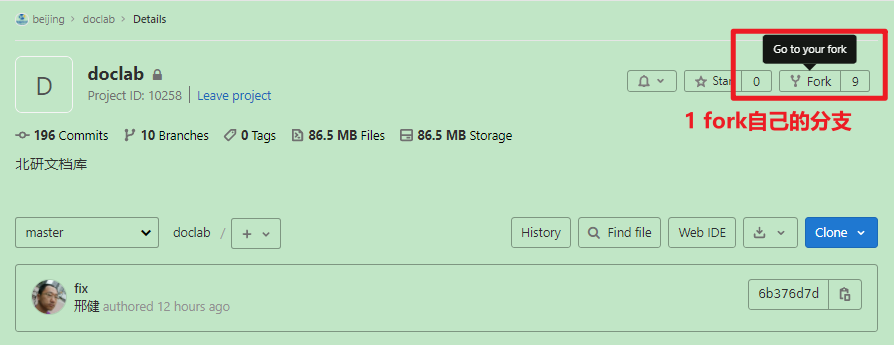 beijing > doclab > Details
Go to your fork
D
doclab
Project ID: 10258 | Leave project
Star 0
Fork 9
1 fork自己的分支
196 Commits 10 Branches 0 Tags 86.5 MB Files 86.5 MB Storage
北研文档库
master doclab / + History Find file Web IDE Clone
fix
邢健 authored 12 hours ago
6b376d7d